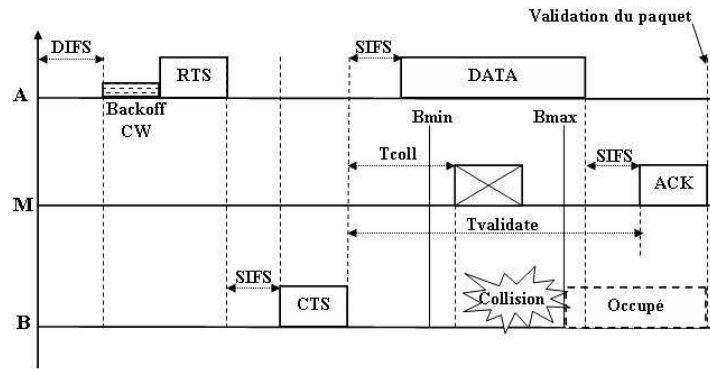 Validation du paquet
DIFS
SIFS
RTS
DATA
A
Backoff
CW
Bmin
Bmax
Tcoll
SIFS
ACK
M
Tvalidate
SIFS
CTS
Collision
Occupé
B